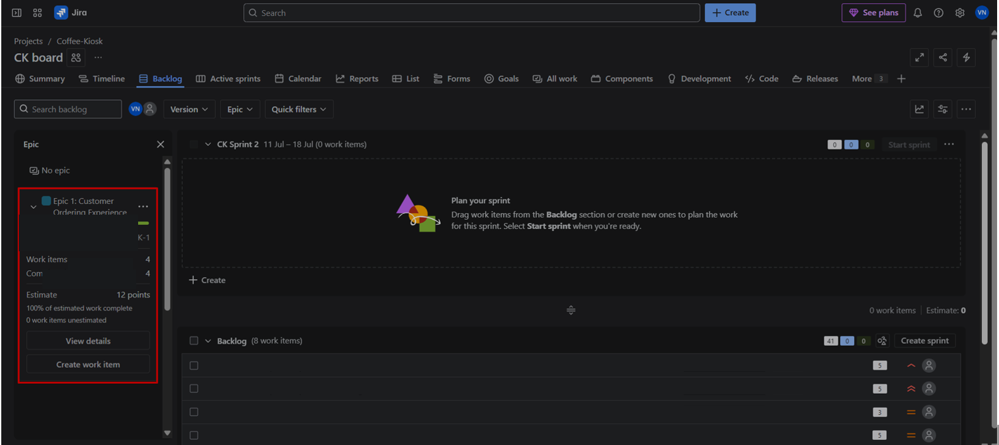 Jira
Search
+ Create
See plans
VN
Projects / Coffee-Kiosk
CK board
Summary Timeline Backlog Active sprints Calendar Reports List Forms Goals All work Components Development Code Releases More 3
Search backlog
VN
Version
Epic
Quick filters
Epic
No epic
Epic 1: Customer
Ordering Experience
K-1
Work items 4
Com 4
Estimate 12 points
100% of estimated work complete
0 work items unestimated
View details
Create work item
CK Sprint 2 11 Jul – 18 Jul (0 work items)
0 0 0 Start sprint
Plan your sprint
Drag work items from the Backlog section or create new ones to plan the work
for this sprint. Select Start sprint when you're ready.
+ Create
0 work items Estimate: 0
Backlog (8 work items)
41 0 0 Create sprint
5
5
3
5